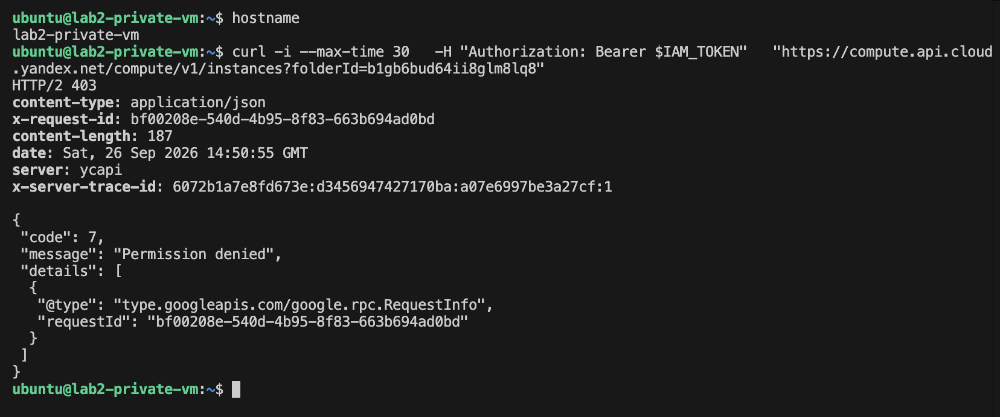 ubuntu@lab2-private-vm:~$ hostname
lab2-private-vm
ubuntu@lab2-private-vm:~$ curl -i --max-time 30   -H "Authorization: Bearer $IAM_TOKEN"   "https://compute.api.cloud
.yandex.net/compute/v1/instances?folderId=b1gb6bud64ii8glm8lq8"
HTTP/2 403
content-type: application/json
x-request-id: bf00208e-540d-4b95-8f83-663b694ad0bd
content-length: 187
date: Sat, 26 Sep 2026 14:50:55 GMT
server: ycapi
x-server-trace-id: 6072b1a7e8fd673e:d3456947427170ba:a07e6997be3a27cf:1

{
 "code": 7,
 "message": "Permission denied",
 "details": [
  {
   "@type": "type.googleapis.com/google.rpc.RequestInfo",
   "requestId": "bf00208e-540d-4b95-8f83-663b694ad0bd"
  }
 ]
}
ubuntu@lab2-private-vm:~$